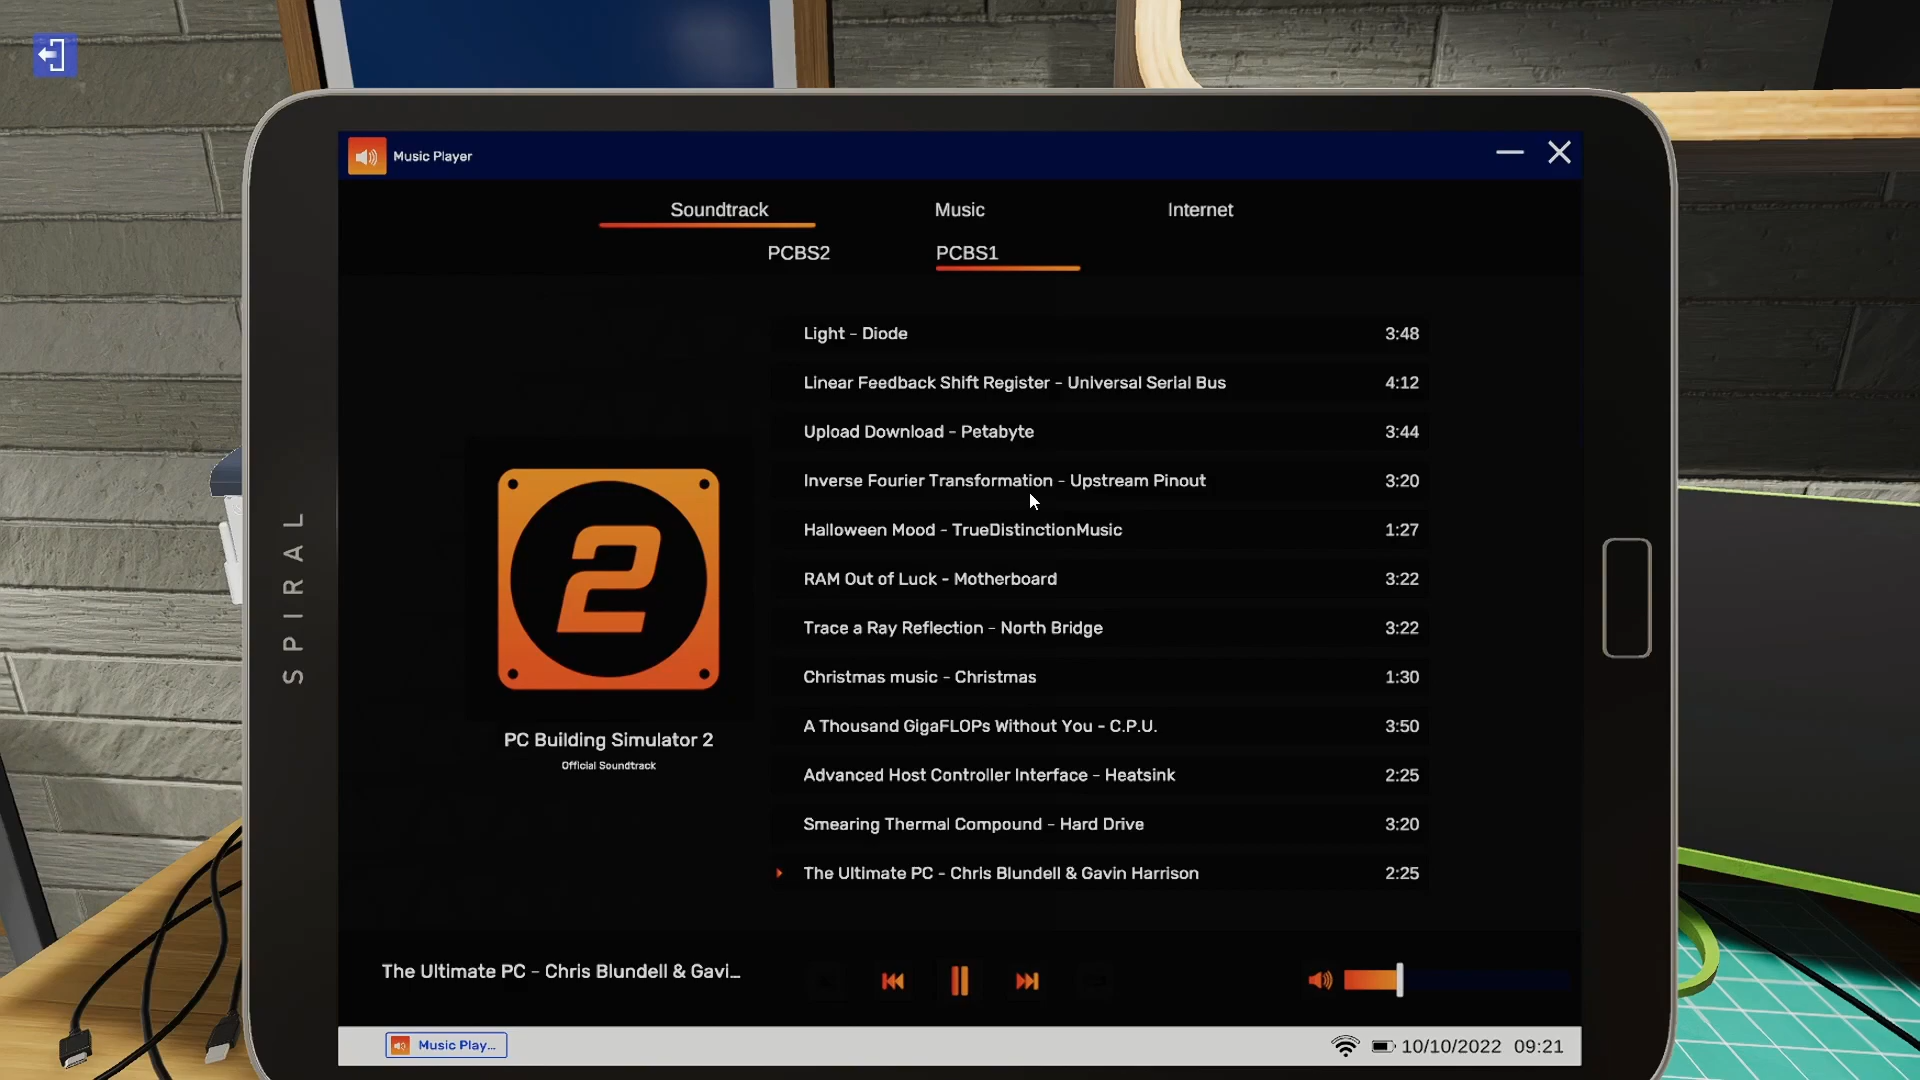 Music Player
Soundtrack Music Internet
PCBS2 PCBS1
Light - Diode 3:48
Linear Feedback Shift Register - Universal Serial Bus 4:12
Upload Download - Petabyte 3:44
Inverse Fourier Transformation - Upstream Pinout 3:20
Halloween Mood - TrueDistinctionMusic 1:27
RAM Out of Luck - Motherboard 3:22
Trace a Ray Reflection - North Bridge 3:22
Christmas music - Christmas 1:30
A Thousand GigaFLOPs Without You - C.P.U. 3:50
Advanced Host Controller Interface - Heatsink 2:25
Smearing Thermal Compound - Hard Drive 3:20
The Ultimate PC - Chris Blundell & Gavin Harrison 2:25
2
PC Building Simulator 2
Official Soundtrack
SPIRAL
The Ultimate PC - Chris Blundell & Gavi...
Music Play...
10/10/2022 09:21